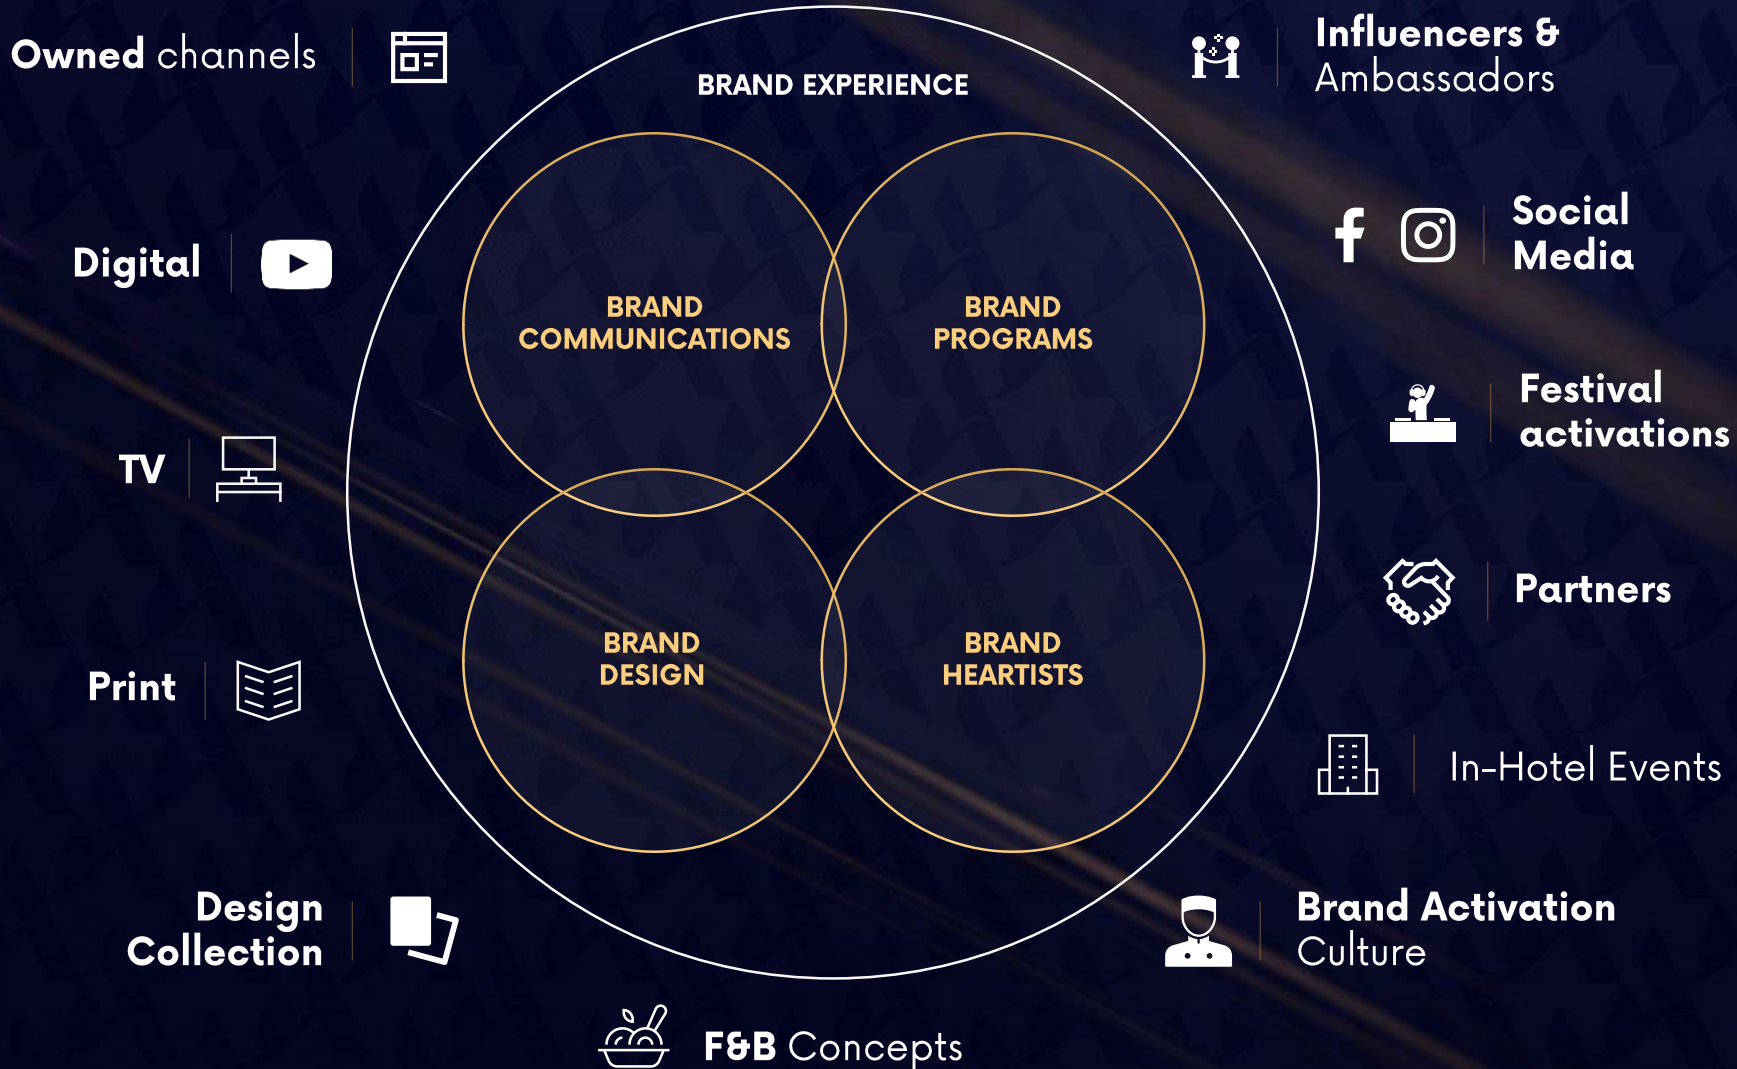 Owned channels
Influencers &
Ambassadors
BRAND EXPERIENCE
Digital
Social
Media
BRAND
COMMUNICATIONS
BRAND
PROGRAMS
Festival
activations
TV
Partners
Print
BRAND
DESIGN
BRAND
HEARTISTS
In-Hotel Events
Design
Collection
Brand Activation
Culture
F&B Concepts